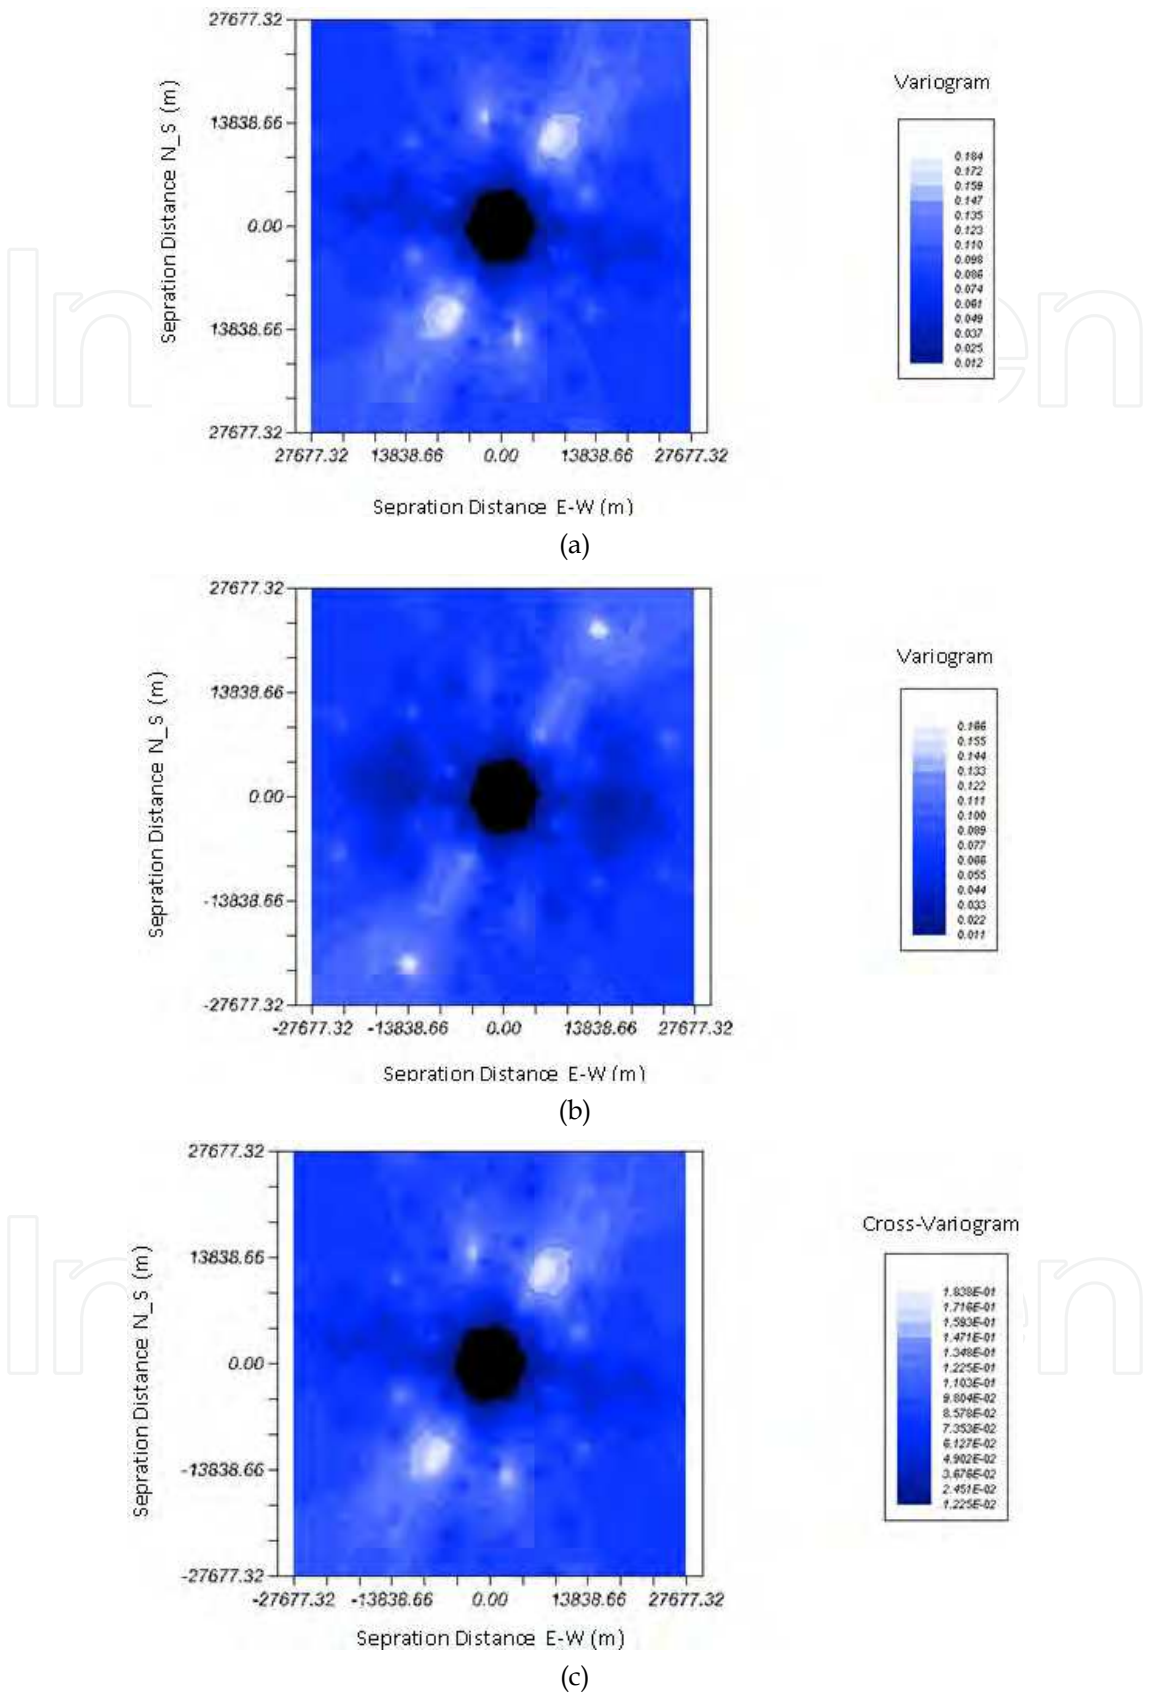 27677.32
Variogram
13838.66
Sepration Distance N_S (m)
0.00
13838.66
27677.32
0.184
0.172
0.159
0.147
0.135
0.123
0.110
0.098
0.086
0.074
0.061
0.049
0.037
0.025
0.012
27677.32 13838.66 0.00 13838.66 27677.32
Sepration Distance E-W (m)
(a)
27677.32
Variogram
13838.66
Sepration Distance N_S (m)
0.00
-13838.66
-27677.32
0.166
0.155
0.144
0.133
0.122
0.111
0.100
0.089
0.077
0.066
0.055
0.044
0.033
0.022
0.011
-27677.32 -13838.66 0.00 13838.66 27677.32
Sepration Distance E-W (m)
(b)
27677.32
Cross-Variogram
13838.66
Sepration Distance N_S (m)
0.00
-13838.66
-27677.32
1.838E-01
1.716E-01
1.593E-01
1.471E-01
1.348E-01
1.225E-01
1.103E-01
9.804E-02
8.578E-02
7.353E-02
6.127E-02
4.902E-02
3.676E-02
2.451E-02
1.225E-02
-27677.32 -13838.66 0.00 13838.66 27677.32
Sepration Distance E-W (m)
(c)